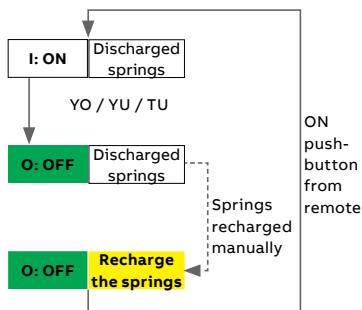 I: ON
Discharged
springs
YO / YU / TU
ON
push-
button
from
remote
O: OFF
Discharged
springs
Springs
recharged
manually
O: OFF
Recharge
the springs